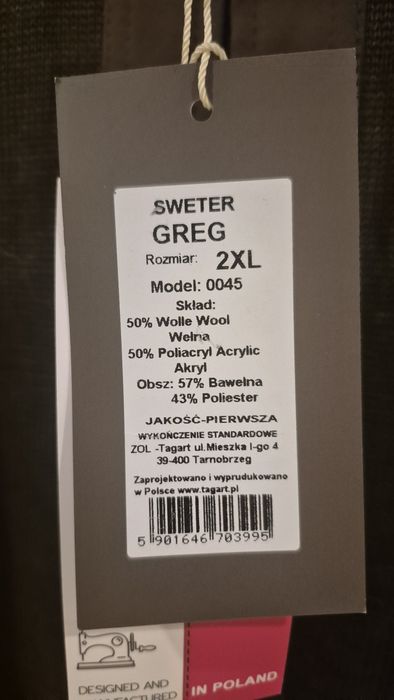 SWETER
GREG
Rozmiar: 2XL
Model: 0045
Skład:
50% Wolle Wool
Wełna
50% Poliacryl Acrylic
Akryl
Obsz: 57% Bawełna
43% Poliester
JAKOŚĆ-PIERWSZA
WYKOŃCZENIE STANDARDOWE
ZOL -Tagart ul.Mieszka I-go 4
39-400 Tarnobrzeg
Zaprojektowano i wyprudukowano
w Polsce www.tagart.pl
5 901646 703995
DESIGNED AND
MANUFACTURED
IN POLAND